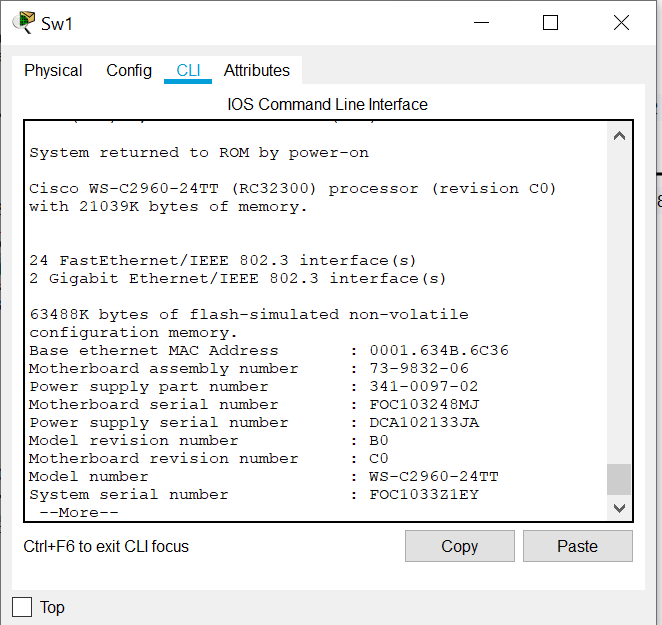 Sw1
Physical Config CLI Attributes
IOS Command Line Interface
System returned to ROM by power-on
Cisco WS-C2960-24TT (RC32300) processor (revision C0)
with 21039K bytes of memory.
24 FastEthernet/IEEE 802.3 interface(s)
2 Gigabit Ethernet/IEEE 802.3 interface(s)
63488K bytes of flash-simulated non-volatile
configuration memory.
Base ethernet MAC Address : 0001.634B.6C36
Motherboard assembly number : 73-9832-06
Power supply part number : 341-0097-02
Motherboard serial number : FOC103248MJ
Power supply serial number : DCA102133JA
Model revision number : B0
Motherboard revision number : C0
Model number : WS-C2960-24TT
System serial number : FOC1033Z1EY
--More--
Ctrl+F6 to exit CLI focus Copy Paste
Top